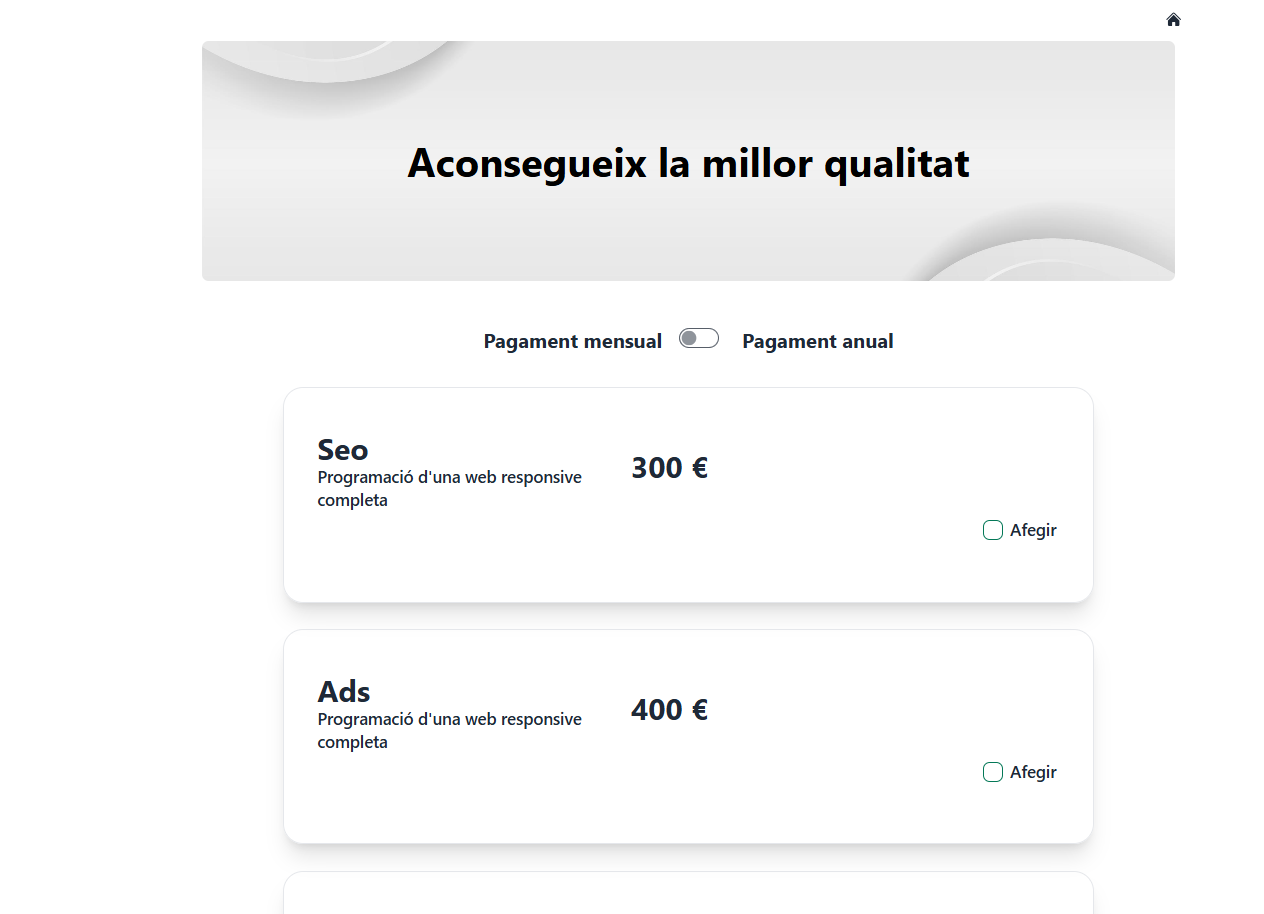 Aconsegueix la millor qualitat
Pagament mensual Pagament anual
Seo
Programació d'una web responsive
completa
300 €
Afegir
Ads
Programació d'una web responsive
completa
400 €
Afegir